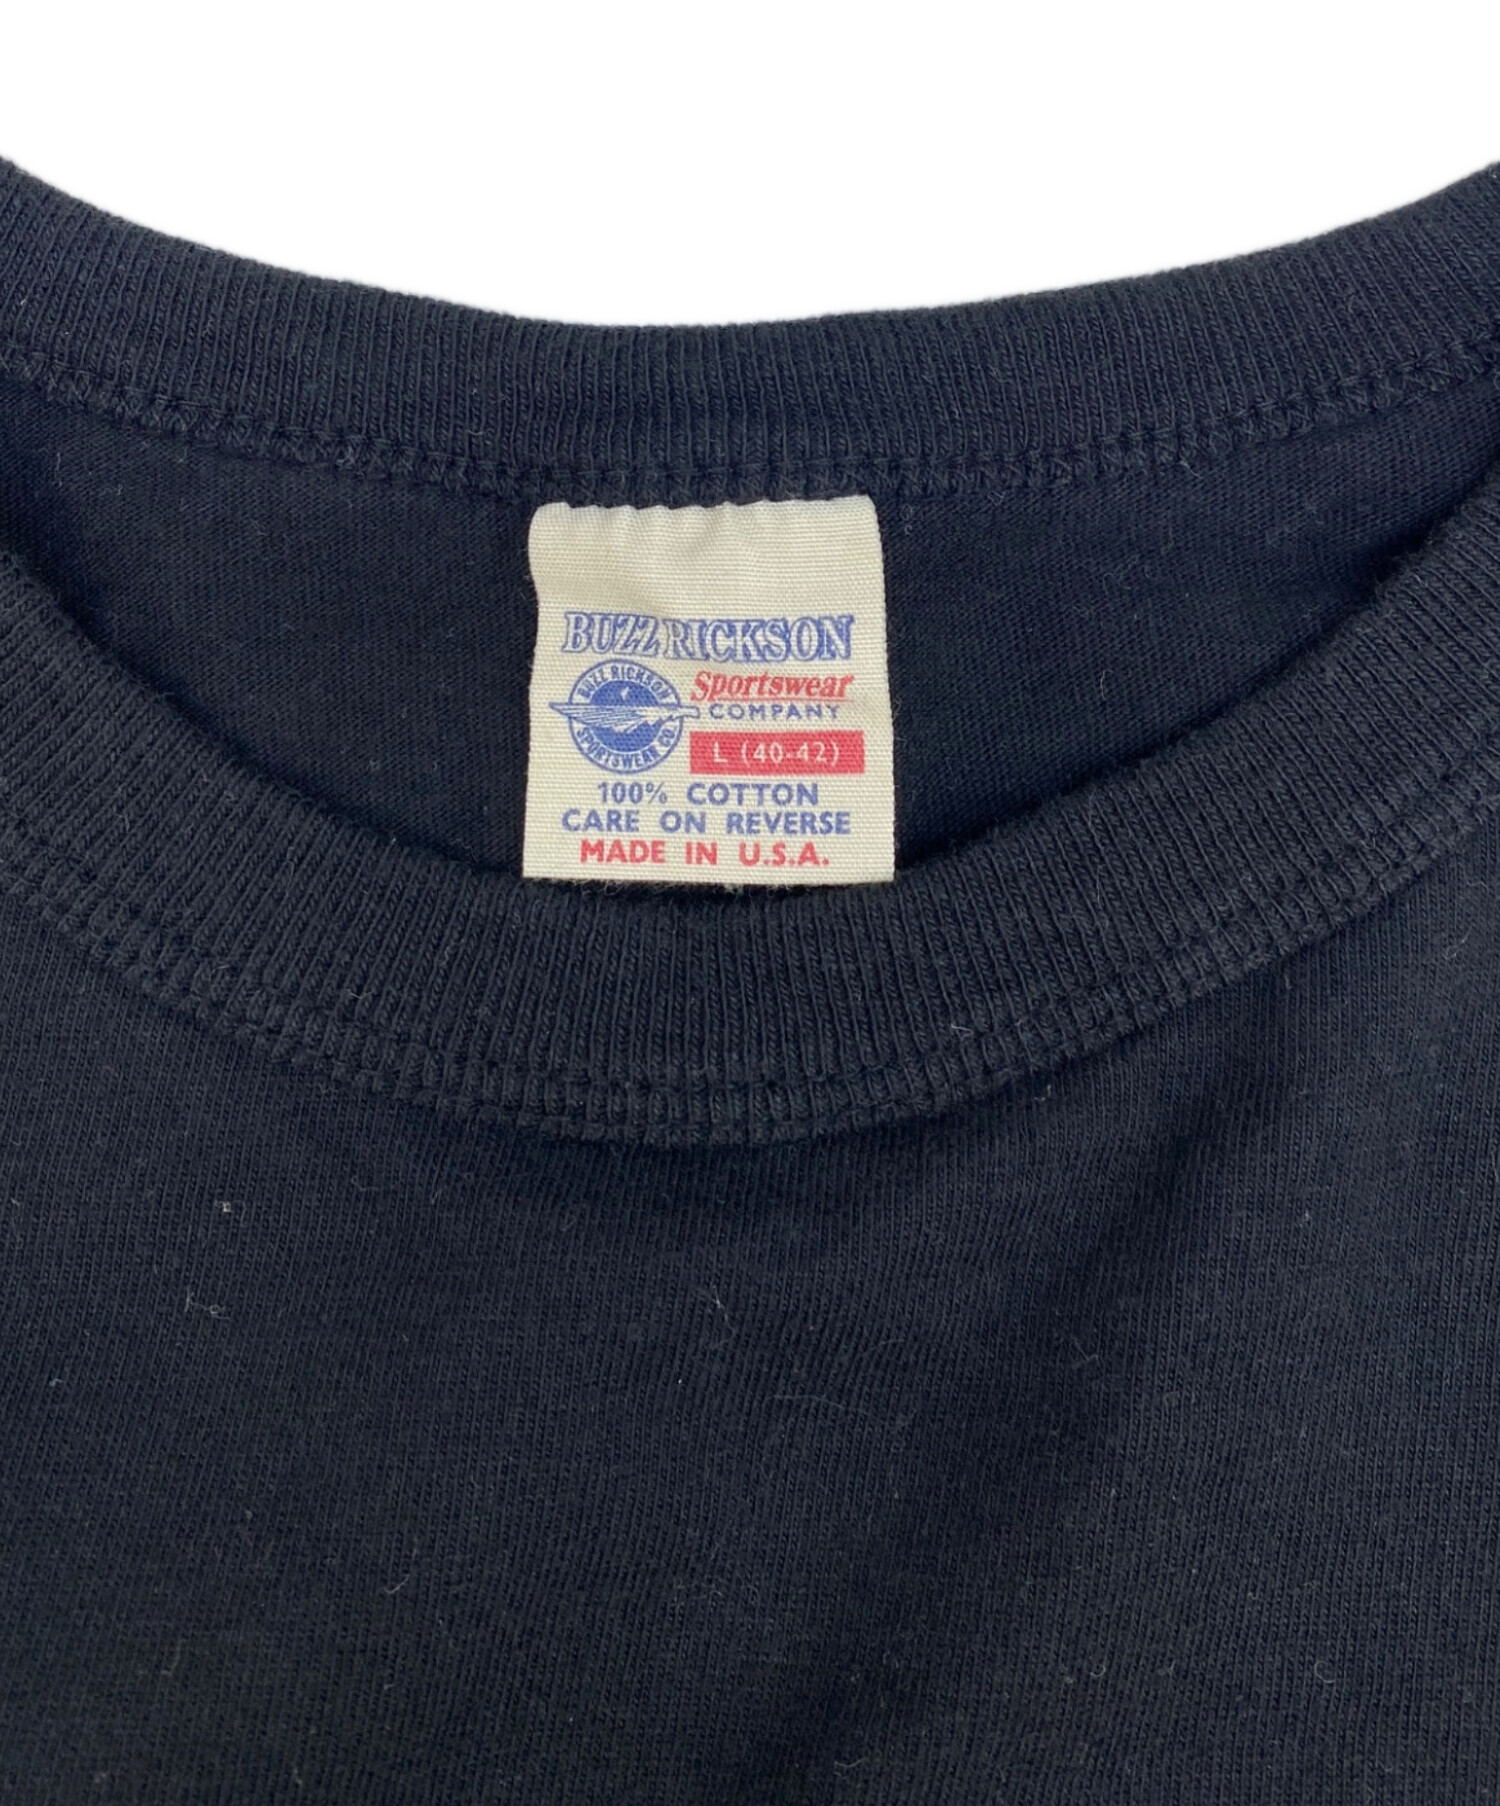 BUZZ RICKSON
BUZZ RICKSON
SPORTSWEAR CO.
Sportswear
COMPANY
L (40-42)
100% COTTON
CARE ON REVERSE
MADE IN U.S.A.